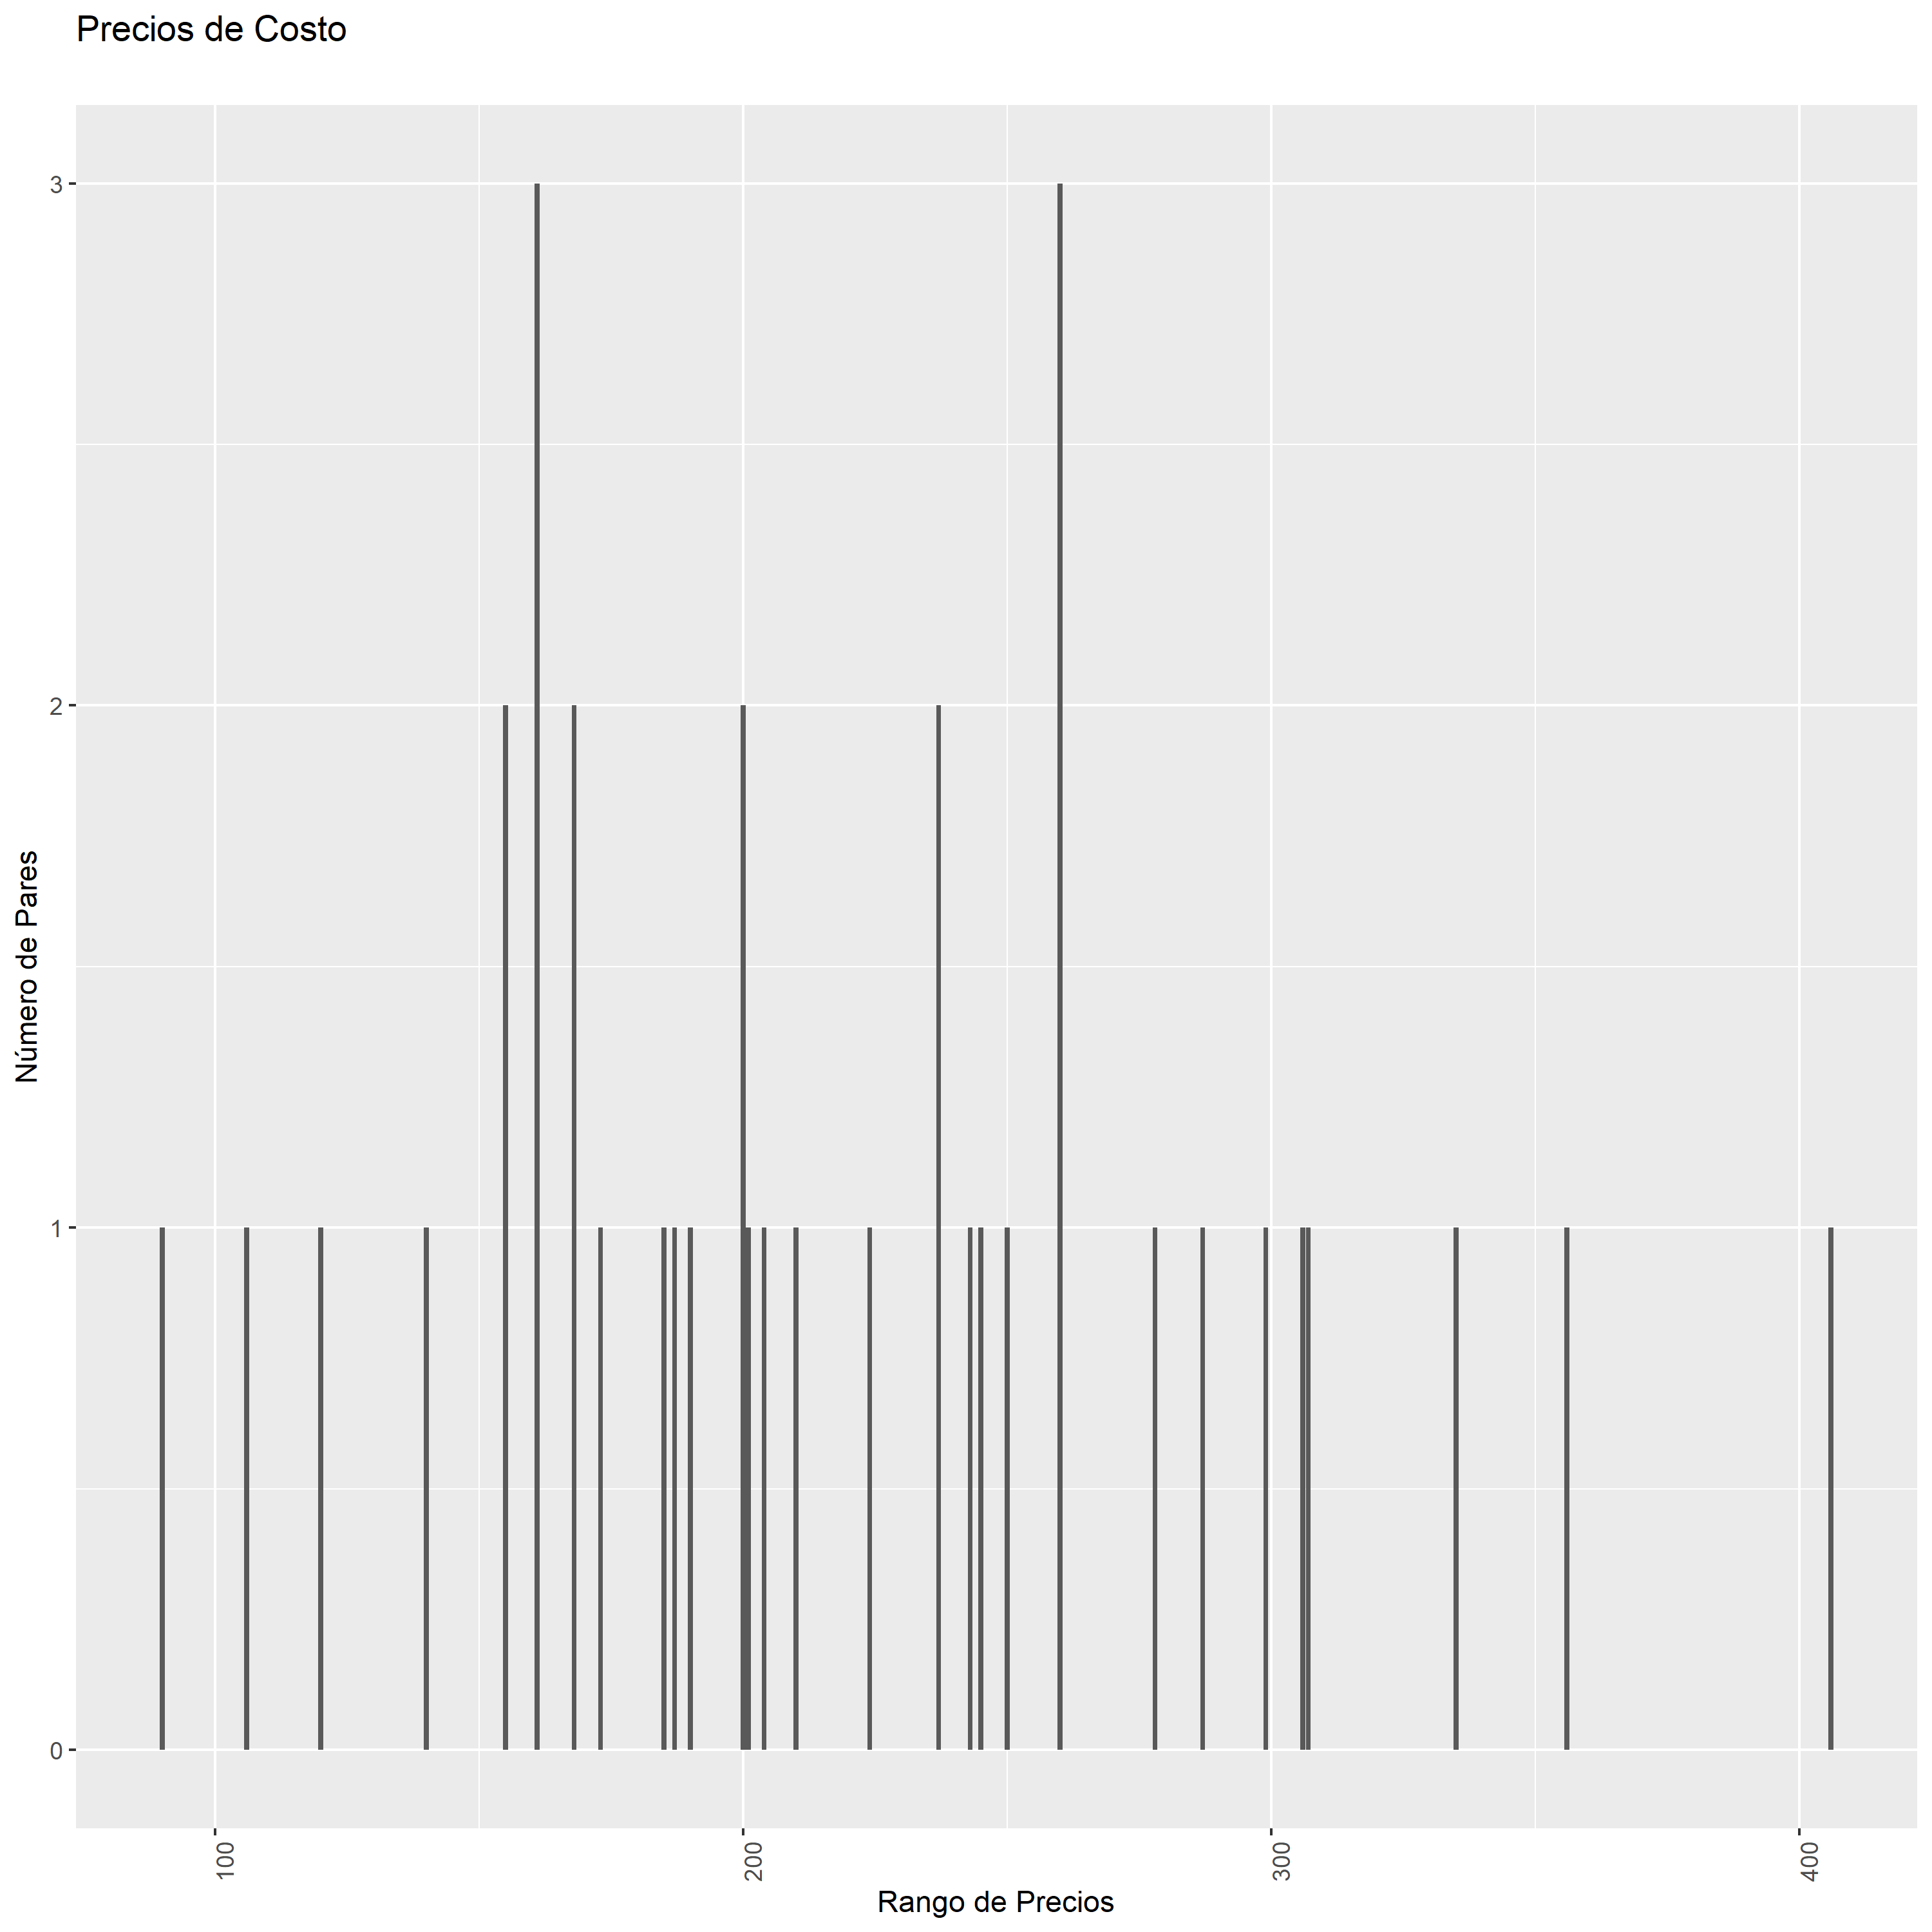 Precios de Costo
3
2
1
0
Número de Pares
100
200
300
400
Rango de Precios